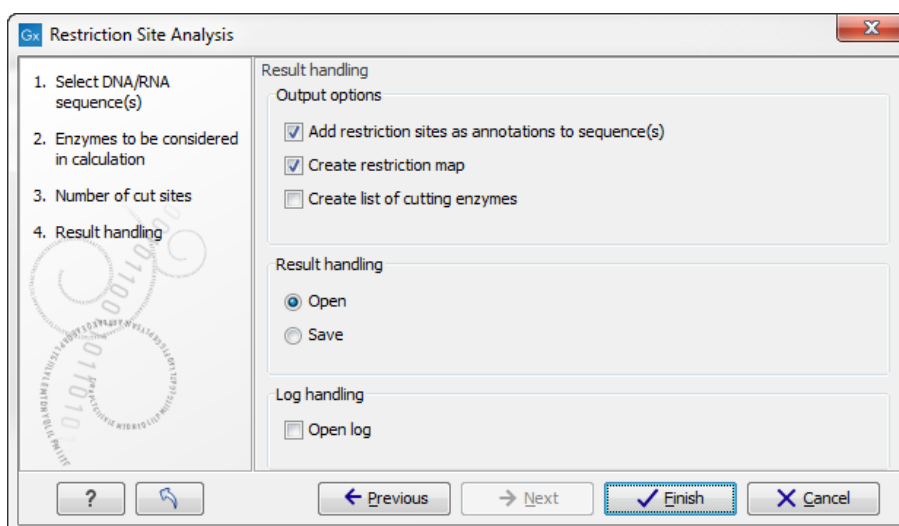 Gx Restriction Site Analysis
X
1. Select DNA/RNA
sequence(s)
2. Enzymes to be considered
in calculation
3. Number of cut sites
4. Result handling
Result handling
Output options
Add restriction sites as annotations to sequence(s)
Create restriction map
Create list of cutting enzymes
Result handling
Open
Save
Log handling
Open log
?
Previous
Next
Finish
Cancel